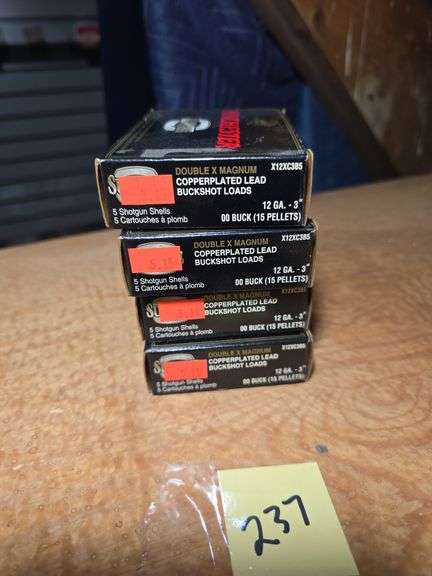 DOUBLE X MAGNUM X12XC3B5
COPPERPLATED LEAD
BUCKSHOT LOADS
12 GA. - 3"
5 Shotgun Shells
5 Cartouches à plomb
00 BUCK (15 PELLETS)
DOUBLE X MAGNUM X12XC3B5
COPPERPLATED LEAD
BUCKSHOT LOADS
12 GA. - 3"
5 Shotgun Shells
5 Cartouches à plomb
00 BUCK (15 PELLETS)
DOUBLE X MAGNUM X12XC3B5
COPPERPLATED LEAD
BUCKSHOT LOADS
12 GA. - 3"
5 Shotgun Shells
5 Cartouches à plomb
00 BUCK (15 PELLETS)
DOUBLE X MAGNUM X12XC3B5
COPPERPLATED LEAD
BUCKSHOT LOADS
12 GA. - 3"
5 Shotgun Shells
5 Cartouches à plomb
00 BUCK (15 PELLETS)
237